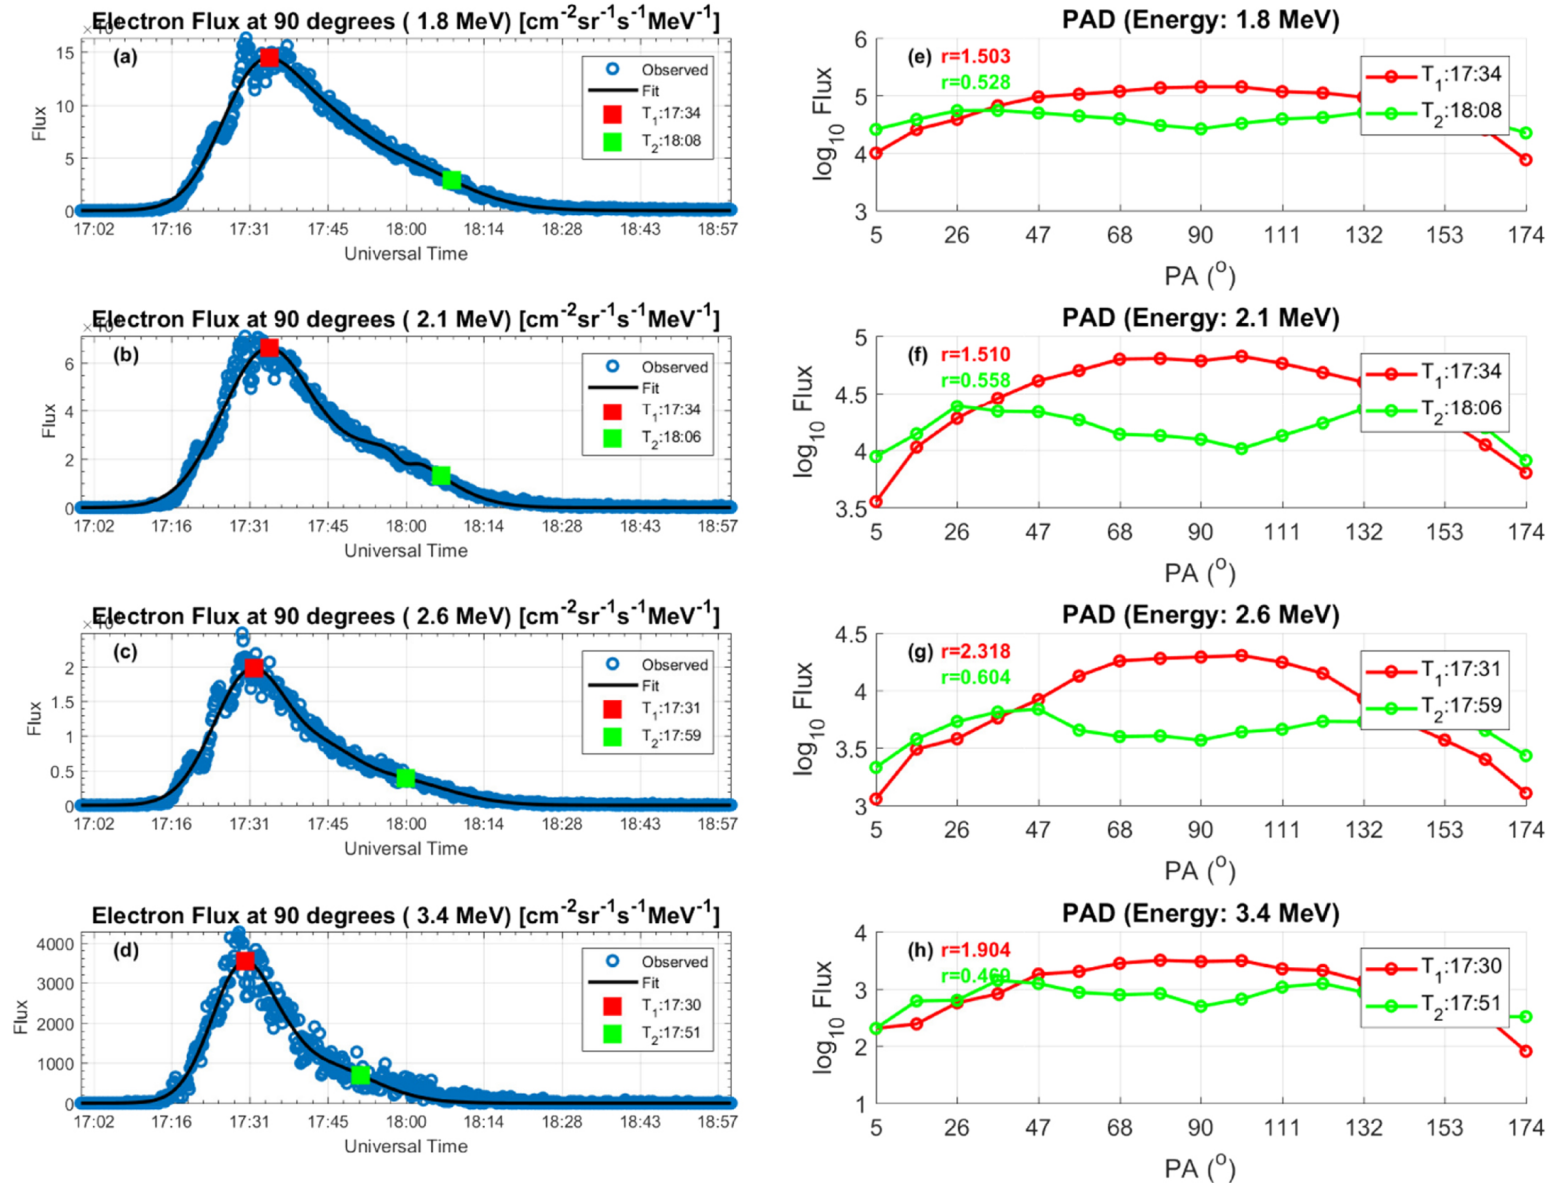 Electron Flux at 90 degrees ( 1.8 MeV) [cm-2sr-1s-1MeV-1]
(a)
15
10
5
0
Flux
Observed
Fit
T1:17:34
T2:18:08
17:02 17:16 17:31 17:45 18:00 18:14 18:28 18:43 18:57
Universal Time
PAD (Energy: 1.8 MeV)
(e) r=1.503
r=0.528
6
5
4
3
log10 Flux
T1:17:34
T2:18:08
5 26 47 68 90 111 132 153 174
PA (o)
Electron Flux at 90 degrees ( 2.1 MeV) [cm-2sr-1s-1MeV-1]
(b)
6
4
2
0
Flux
Observed
Fit
T1:17:34
T2:18:06
17:02 17:16 17:31 17:45 18:00 18:14 18:28 18:43 18:57
Universal Time
PAD (Energy: 2.1 MeV)
(f) r=1.510
r=0.558
5
4.5
4
3.5
log10 Flux
T1:17:34
T2:18:06
5 26 47 68 90 111 132 153 174
PA (o)
Electron Flux at 90 degrees ( 2.6 MeV) [cm-2sr-1s-1MeV-1]
(c)
2
1.5
1
0.5
0
Flux
Observed
Fit
T1:17:31
T2:17:59
17:02 17:16 17:31 17:45 18:00 18:14 18:28 18:43 18:57
Universal Time
PAD (Energy: 2.6 MeV)
(g) r=2.318
r=0.604
4.5
4
3.5
3
log10 Flux
T1:17:31
T2:17:59
5 26 47 68 90 111 132 153 174
PA (o)
Electron Flux at 90 degrees ( 3.4 MeV) [cm-2sr-1s-1MeV-1]
(d)
4000
3000
2000
1000
0
Flux
Observed
Fit
T1:17:30
T2:17:51
17:02 17:16 17:31 17:45 18:00 18:14 18:28 18:43 18:57
Universal Time
PAD (Energy: 3.4 MeV)
(h) r=1.904
r=0.460
4
3
2
1
log10 Flux
T1:17:30
T2:17:51
5 26 47 68 90 111 132 153 174
PA (o)